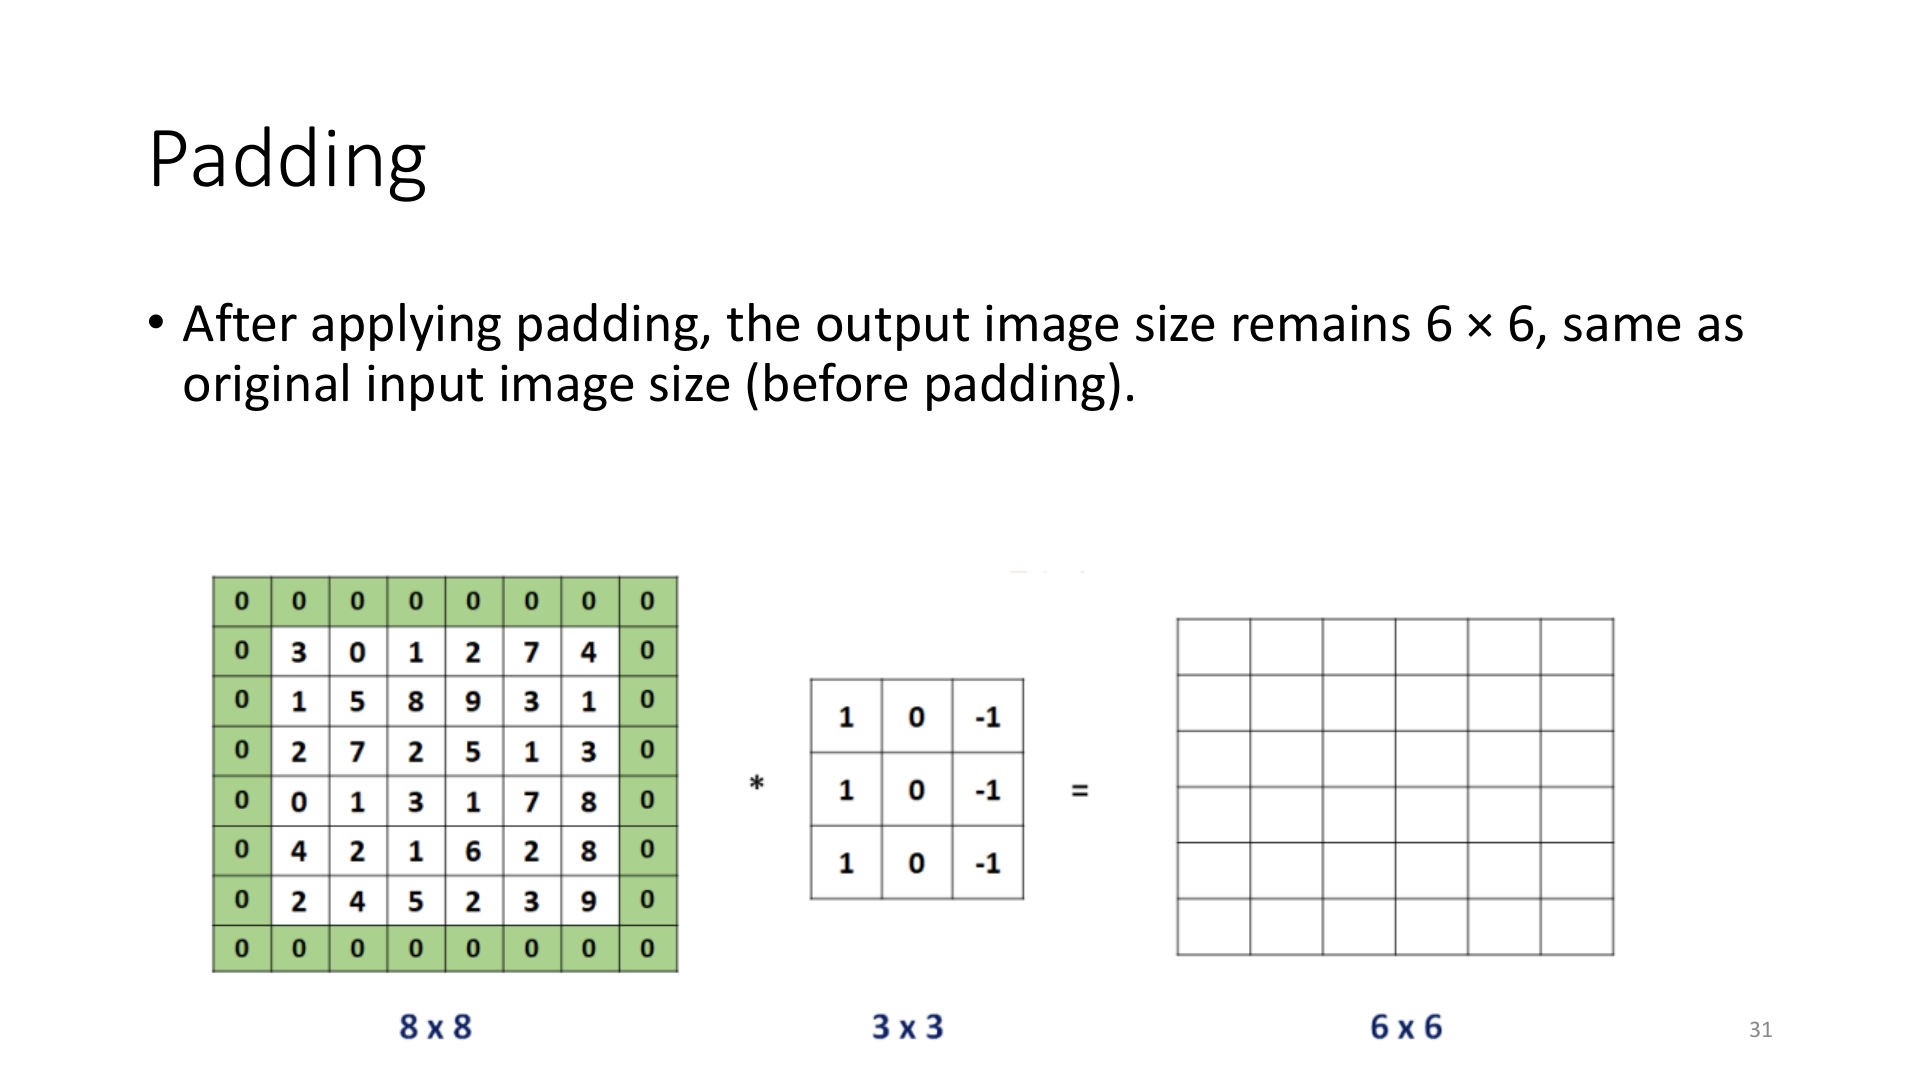 Padding
• After applying padding, the output image size remains 6 × 6, same as
original input image size (before padding).
0 0 0 0 0 0 0 0
0 3 0 1 2 7 4 0
0 1 5 8 9 3 1 0
0 2 7 2 5 1 3 0
0 0 1 3 1 7 8 0
0 4 2 1 6 2 8 0
0 2 4 5 2 3 9 0
0 0 0 0 0 0 0 0
*
1 0 -1
1 0 -1
1 0 -1
=
8 x 8
3 x 3
6 x 6
31